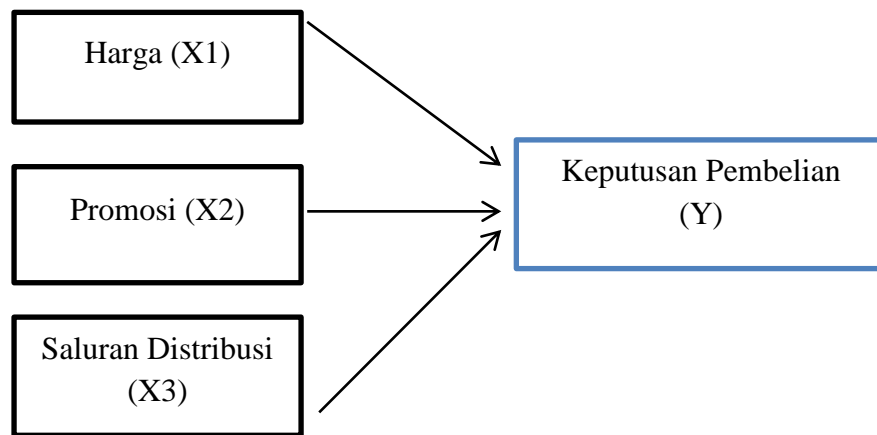 Harga (X1)
Promosi (X2)
Saluran Distribusi
(X3)
Keputusan Pembelian
(Y)